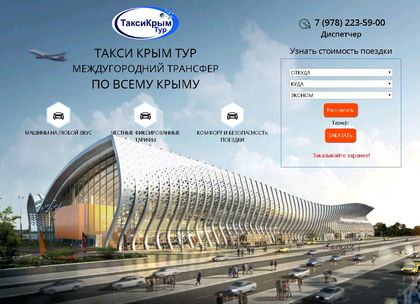 ТаксиКрым
Тур
7 (978) 223-59-00
Диспетчер
ТАКСИ КРЫМ ТУР
МЕЖДУГОРОДНИЙ ТРАНСФЕР
ПО ВСЕМУ КРЫМУ
Узнать стоимость поездки
ОТКУДА
КУДА
ЭКОНОМ
Рассчитать
Тариф:
ЗАКАЗАТЬ
Заказывайте заранее!
МАШИНЫ НА ЛЮБОЙ ВКУС
ЧЕСТНЫЕ ФИКСИРОВАННЫЕ
ТАРИФЫ
КОМФОРТ И БЕЗОПАСНОСТЬ
ПОЕЗДКИ